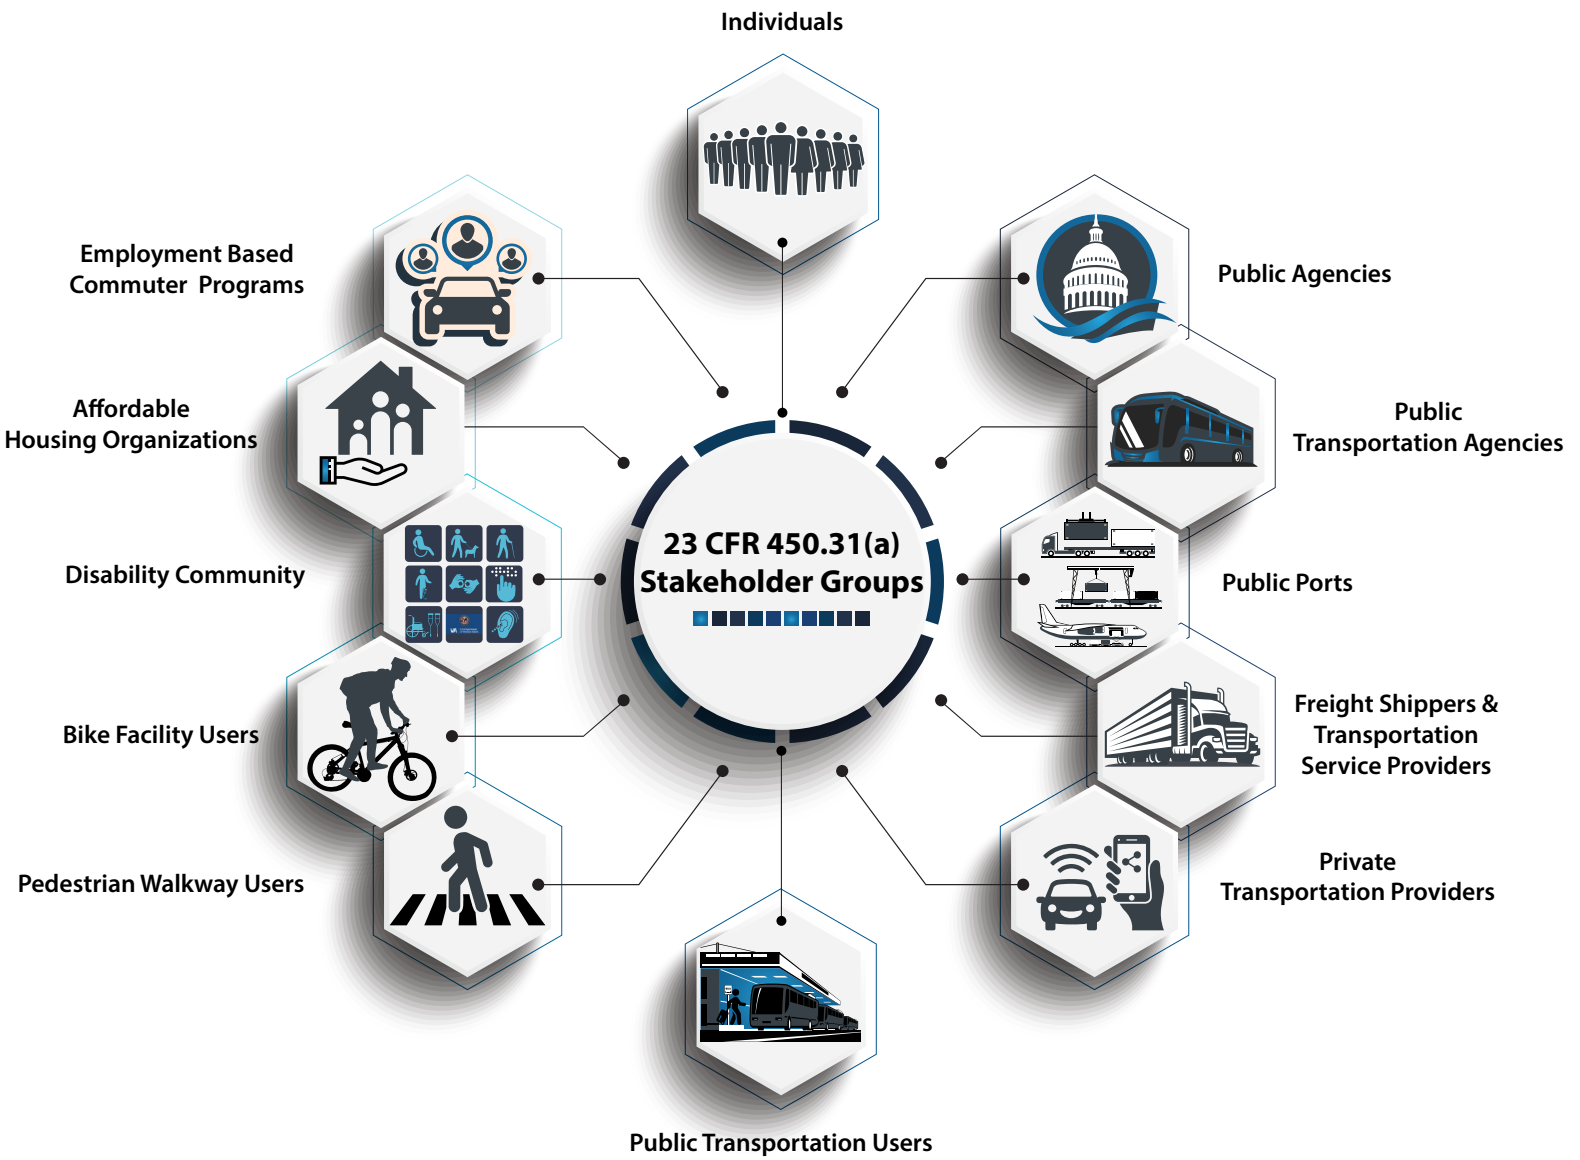 Individuals
Public Agencies
Public
Transportation Agencies
Public Ports
Freight Shippers &
Transportation
Service Providers
Private
Transportation Providers
Public Transportation Users
Pedestrian Walkway Users
Bike Facility Users
Disability Community
VA
Affordable
Housing Organizations
Employment Based
Commuter  Programs
23 CFR 450.31(a)
Stakeholder Groups